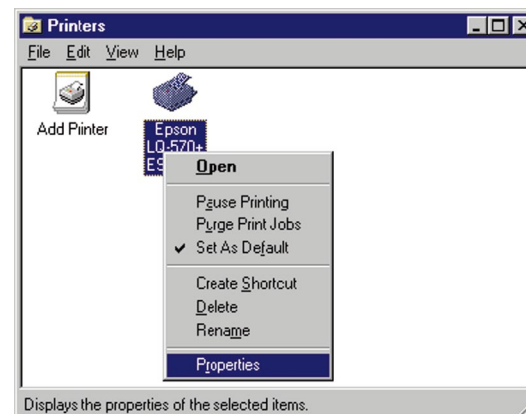 Printers
File Edit View Help
Add Printer
Epson
LQ-570+
ES
Open
Pause Printing
Purge Print Jobs
Set As Default
Create Shortcut
Delete
Rename
Properties
Displays the properties of the selected items.